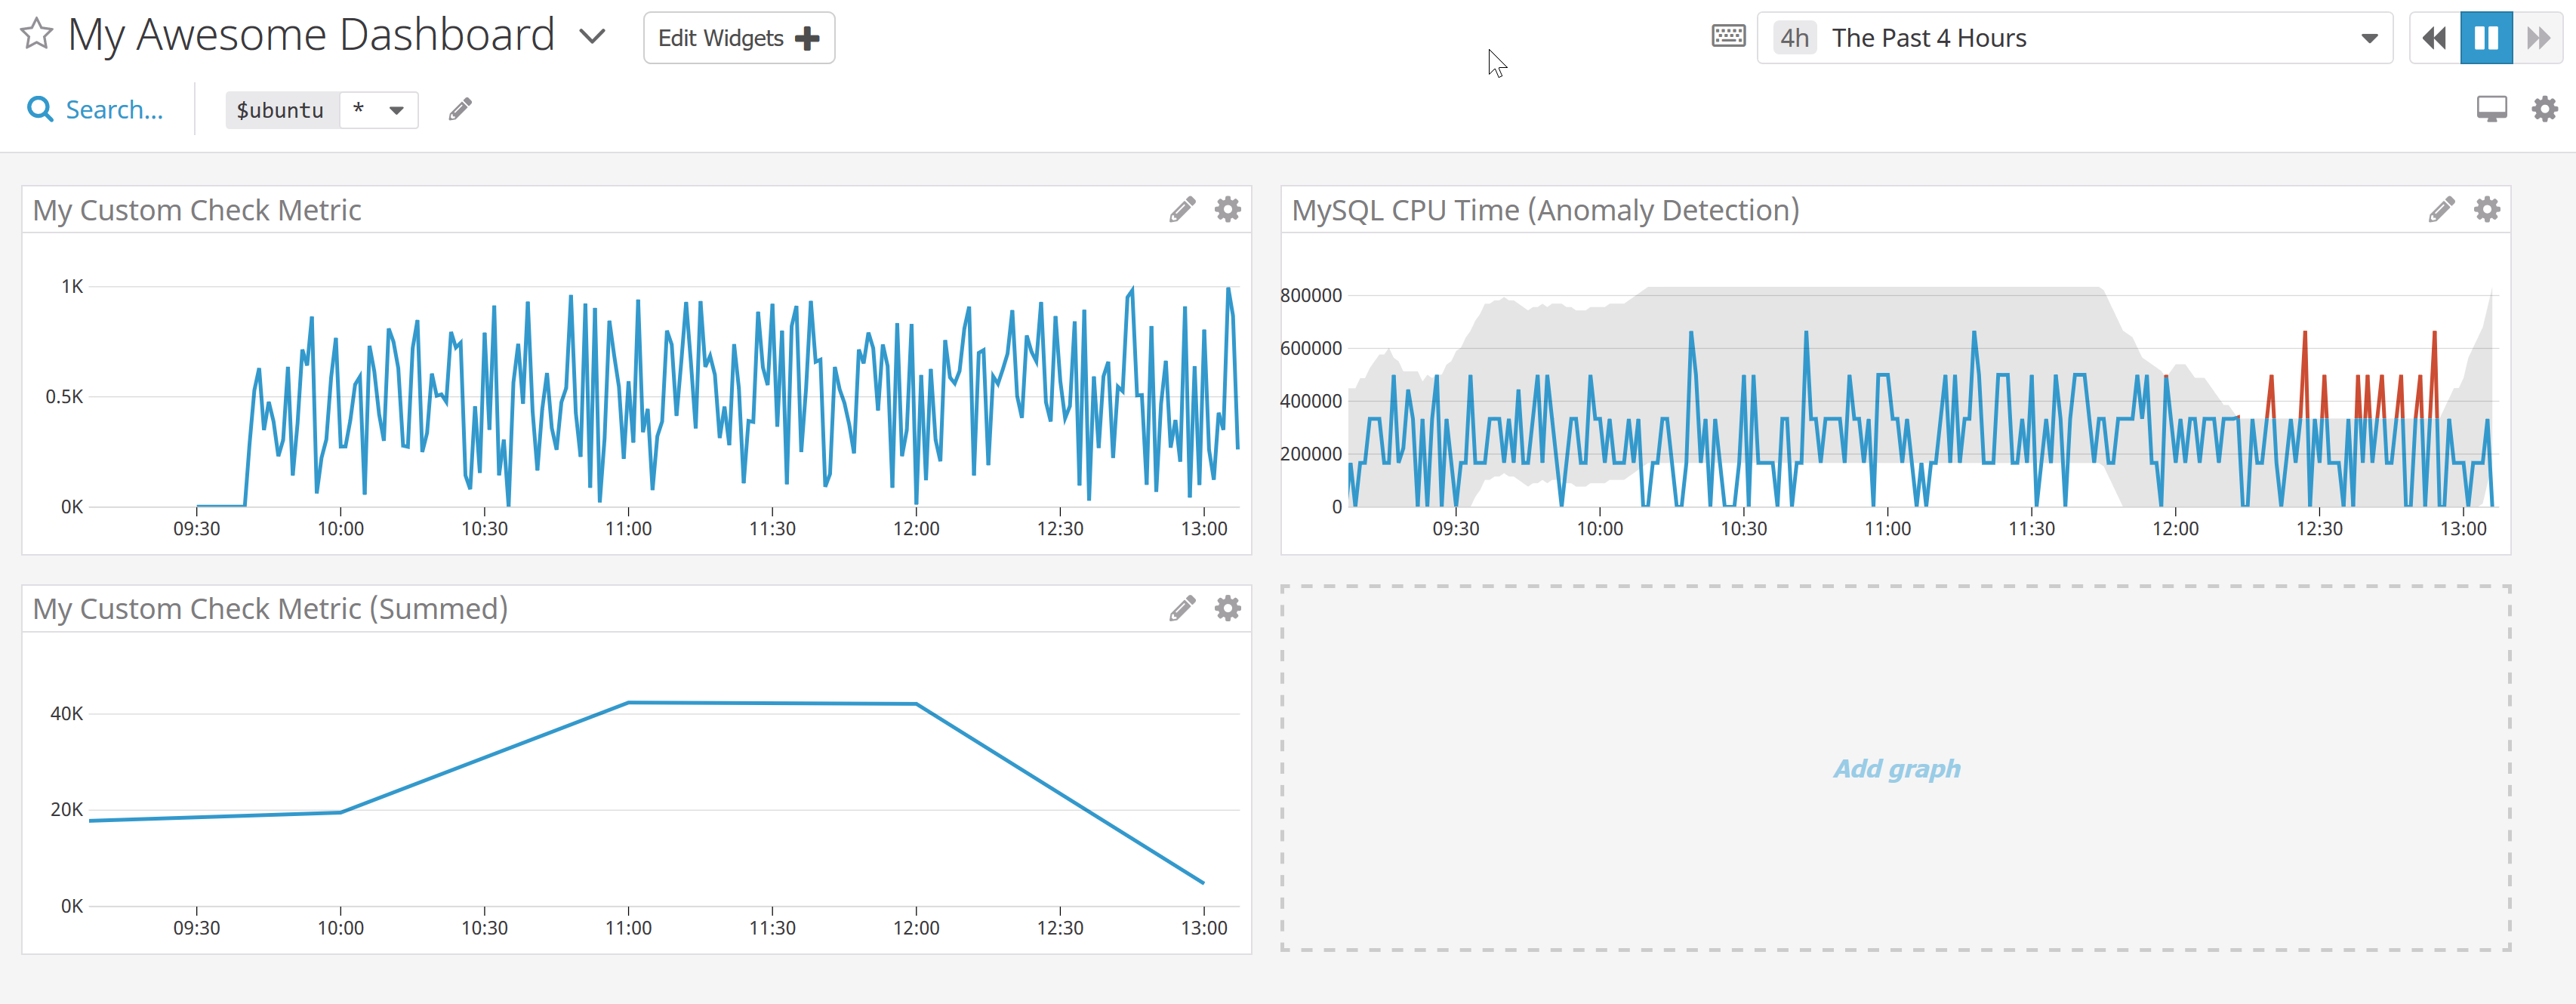 My Awesome Dashboard
Edit Widgets
4h The Past 4 Hours
Search...
$ubuntu *
My Custom Check Metric
1K
0.5K
0K
09:30 10:00 10:30 11:00 11:30 12:00 12:30 13:00
MySQL CPU Time (Anomaly Detection)
800000
600000
400000
200000
0
09:30 10:00 10:30 11:00 11:30 12:00 12:30 13:00
My Custom Check Metric (Summed)
40K
20K
0K
09:30 10:00 10:30 11:00 11:30 12:00 12:30 13:00
Add graph